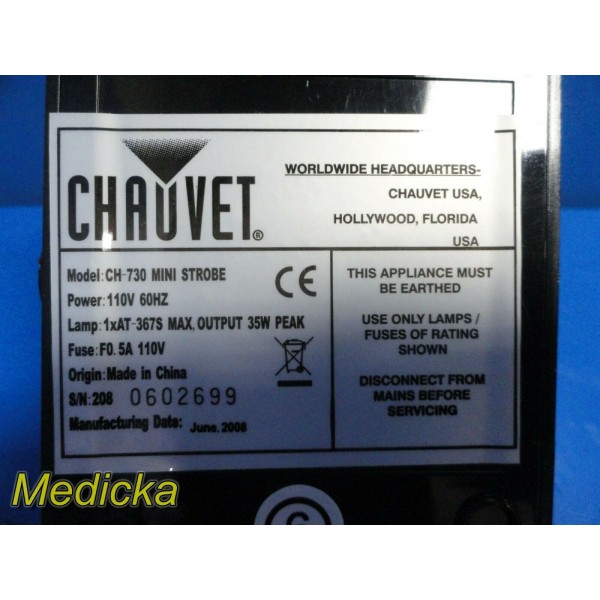 CHAUVET®
WORLDWIDE HEADQUARTERS-
CHAUVET USA,
HOLLYWOOD, FLORIDA
USA
Model:CH-730 MINI STROBE
Power:110V 60HZ
Lamp:1xAT-367S MAX, OUTPUT 35W PEAK
Fuse:F0.5A 110V
Origin:Made in China
S/N:208 0602699
Manufacturing Date: June, 2008
CE
THIS APPLIANCE MUST
BE EARTHED
USE ONLY LAMPS /
FUSES OF RATING
SHOWN
DISCONNECT FROM
MAINS BEFORE
SERVICING
Medicka
©